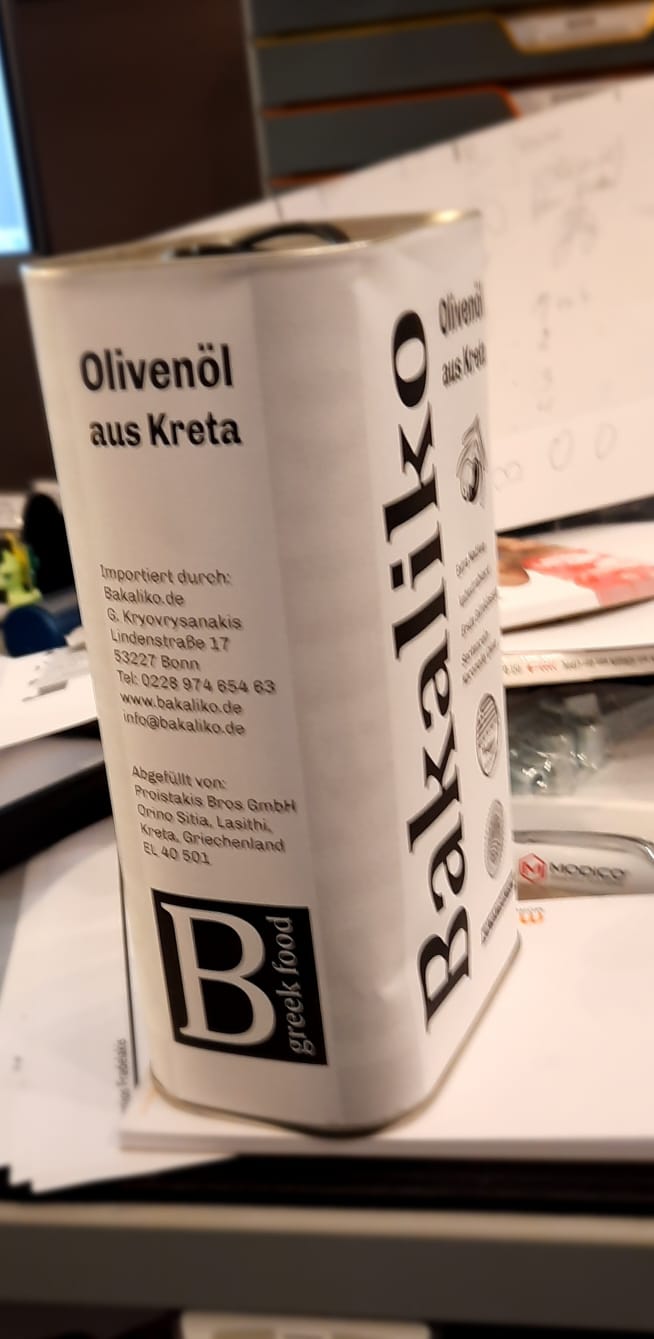 Olivenöl
aus Kreta
Importiert durch:
Bakaliko.de
G. Kryovrysanakis
Lindenstraße 17
53227 Bonn
Tel: 0228 974 654 63
www.bakaliko.de
info@bakaliko.de
Abgefüllt von:
Proistakis Bros GmbH
Orino Sitia, Lasithi,
Kreta, Griechenland
EL 40 501
B
greek food
Bakaliko
Olivenöl
aus Kreta
MODICO